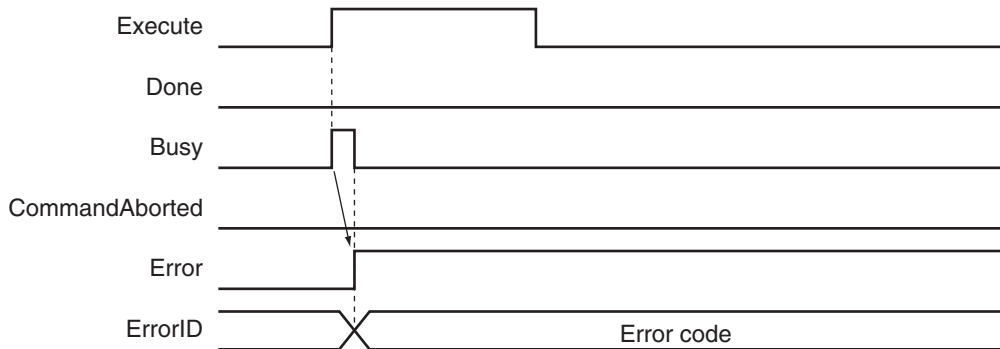 Execute
Done
Busy
CommandAborted
Error
ErrorID
Error code